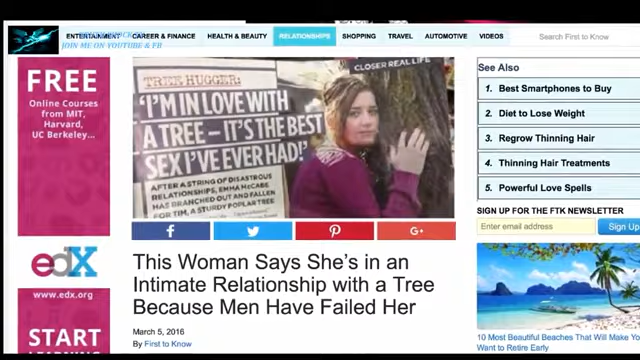 ENTERTAINMENT CAREER & FINANCE HEALTH & BEAUTY RELATIONSHIPS SHOPPING TRAVEL AUTOMOTIVE VIDEOS Search First to Know
JOIN ME ON YOUTUBE & FB
FREE
Online Courses
from MIT,
Harvard,
UC Berkeley...
edX
www.edx.org
START
CLOSER REAL LIFE
TREE HUGGER:
'I'M IN LOVE WITH
A TREE – IT'S THE BEST
SEX I'VE EVER HAD!'
AFTER A STRING OF DISASTROUS
RELATIONSHIPS, EMMA McCABE
HAS BRANCHED OUT AND FALLEN
FOR TIM, A STURDY POPLAR TREE
This Woman Says She's in an
Intimate Relationship with a Tree
Because Men Have Failed Her
March 5, 2016
By First to Know
See Also
1. Best Smartphones to Buy
2. Diet to Lose Weight
3. Regrow Thinning Hair
4. Thinning Hair Treatments
5. Powerful Love Spells
SIGN UP FOR THE FTK NEWSLETTER
Enter email address Sign Up
10 Most Beautiful Beaches That Will Make You
Want to Retire Early